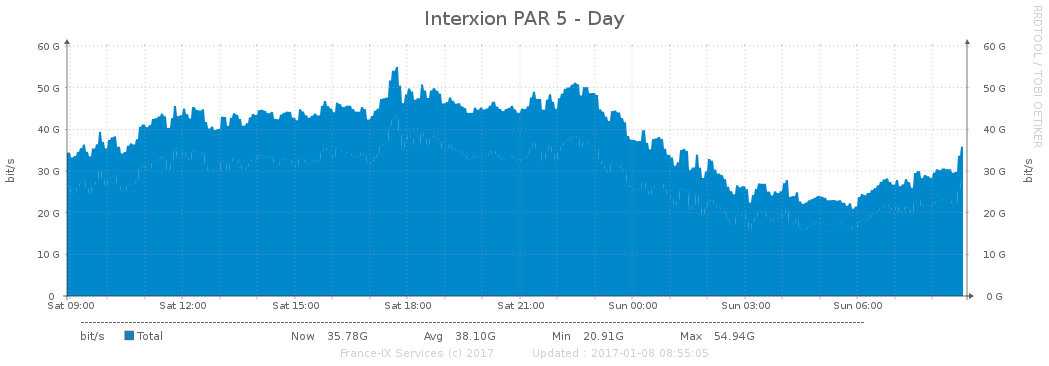 Interxion PAR 5 - Day
RRDTOOL / TOBI OETIKER
60 G 60 G
50 G 50 G
40 G 40 G
30 G 30 G
20 G 20 G
10 G 10 G
0 0 G
bit/s
bit/s
Sat 09:00 Sat 12:00 Sat 15:00 Sat 18:00 Sat 21:00 Sun 00:00 Sun 03:00 Sun 06:00
bit/s Total Now 35.78G Avg 38.10G Min 20.91G Max 54.94G
France-IX Services (c) 2017 Updated : 2017-01-08 08:55:05